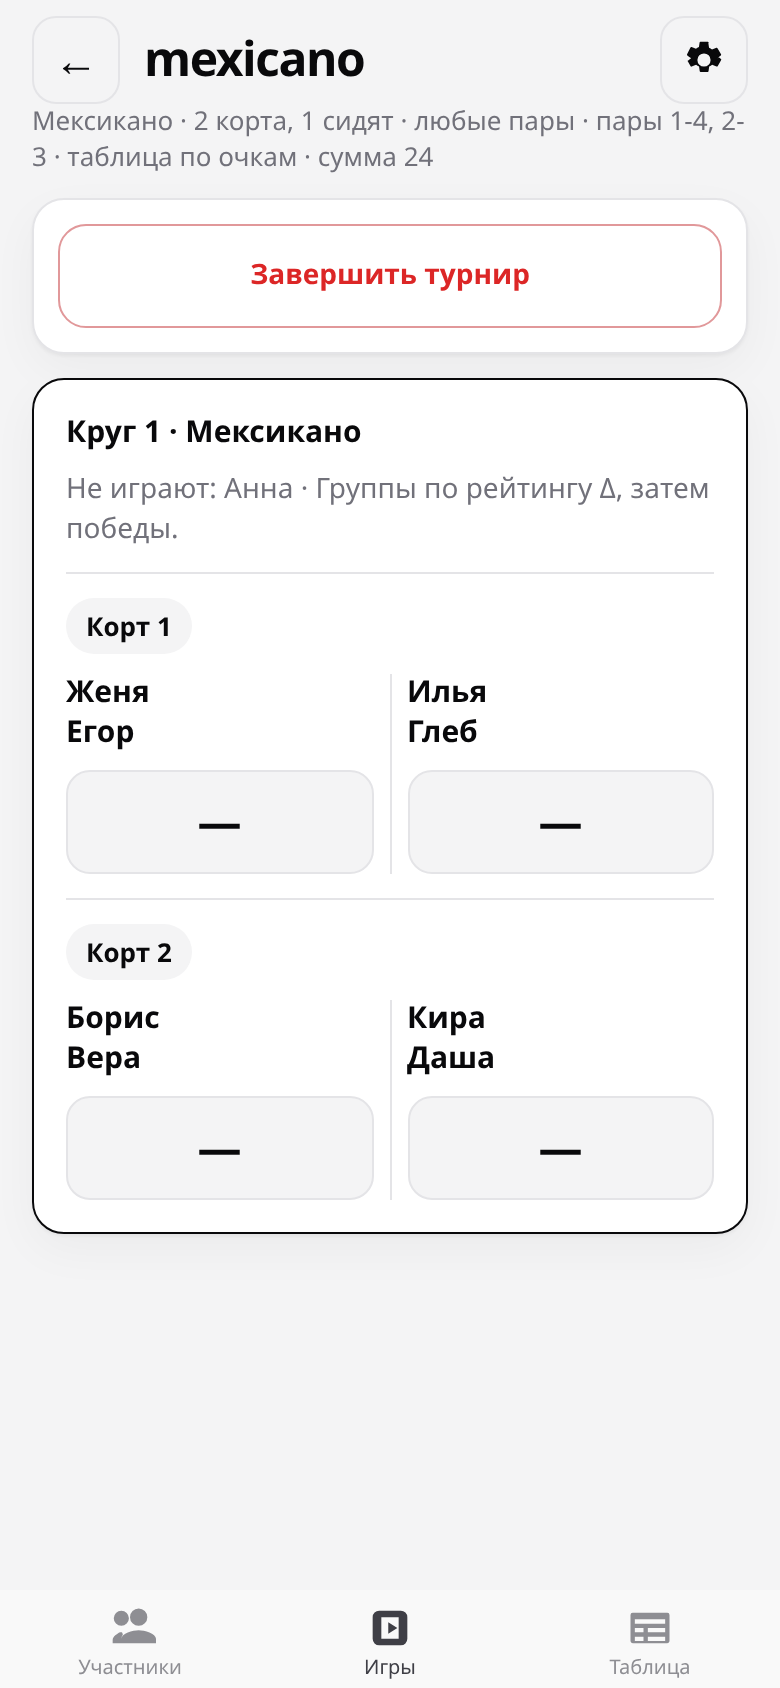 ←
mexicano
Мексикано · 2 корта, 1 сидят · любые пары · пары 1-4, 2-
3 · таблица по очкам · сумма 24
Завершить турнир
Круг 1 · Мексикано
Не играют: Анна · Группы по рейтингу Δ, затем
победы.
Корт 1
Женя
Егор
Илья
Глеб
—
—
Корт 2
Борис
Вера
Кира
Даша
—
—
Участники
Игры
Таблица